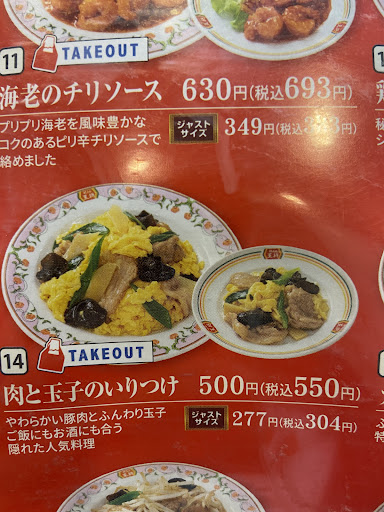 11 TAKEOUT
海老のチリソース 630円(税込693円)
プリプリ海老を風味豊かな
コクのあるピリ辛チリソースで
絡めました
ジャストサイズ 349円(税込
14 TAKEOUT
肉と玉子のいりつけ 500円(税込550円)
やわらかい豚肉とふんわり玉子
ご飯にもお酒にも合う
隠れた人気料理
ジャストサイズ 277円(税込304円)